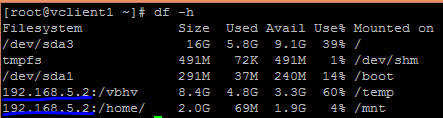 [root@vclient1 ~]# df -h
Filesystem Size Used Avail Use% Mounted on
/dev/sda3 16G 5.8G 9.1G 39% /
tmpfs 491M 72K 491M 1% /dev/shm
/dev/sda1 291M 37M 240M 14% /boot
192.168.5.2:/vbhv 8.4G 4.8G 3.3G 60% /temp
192.168.5.2:/home/ 2.0G 69M 1.9G 4% /mnt